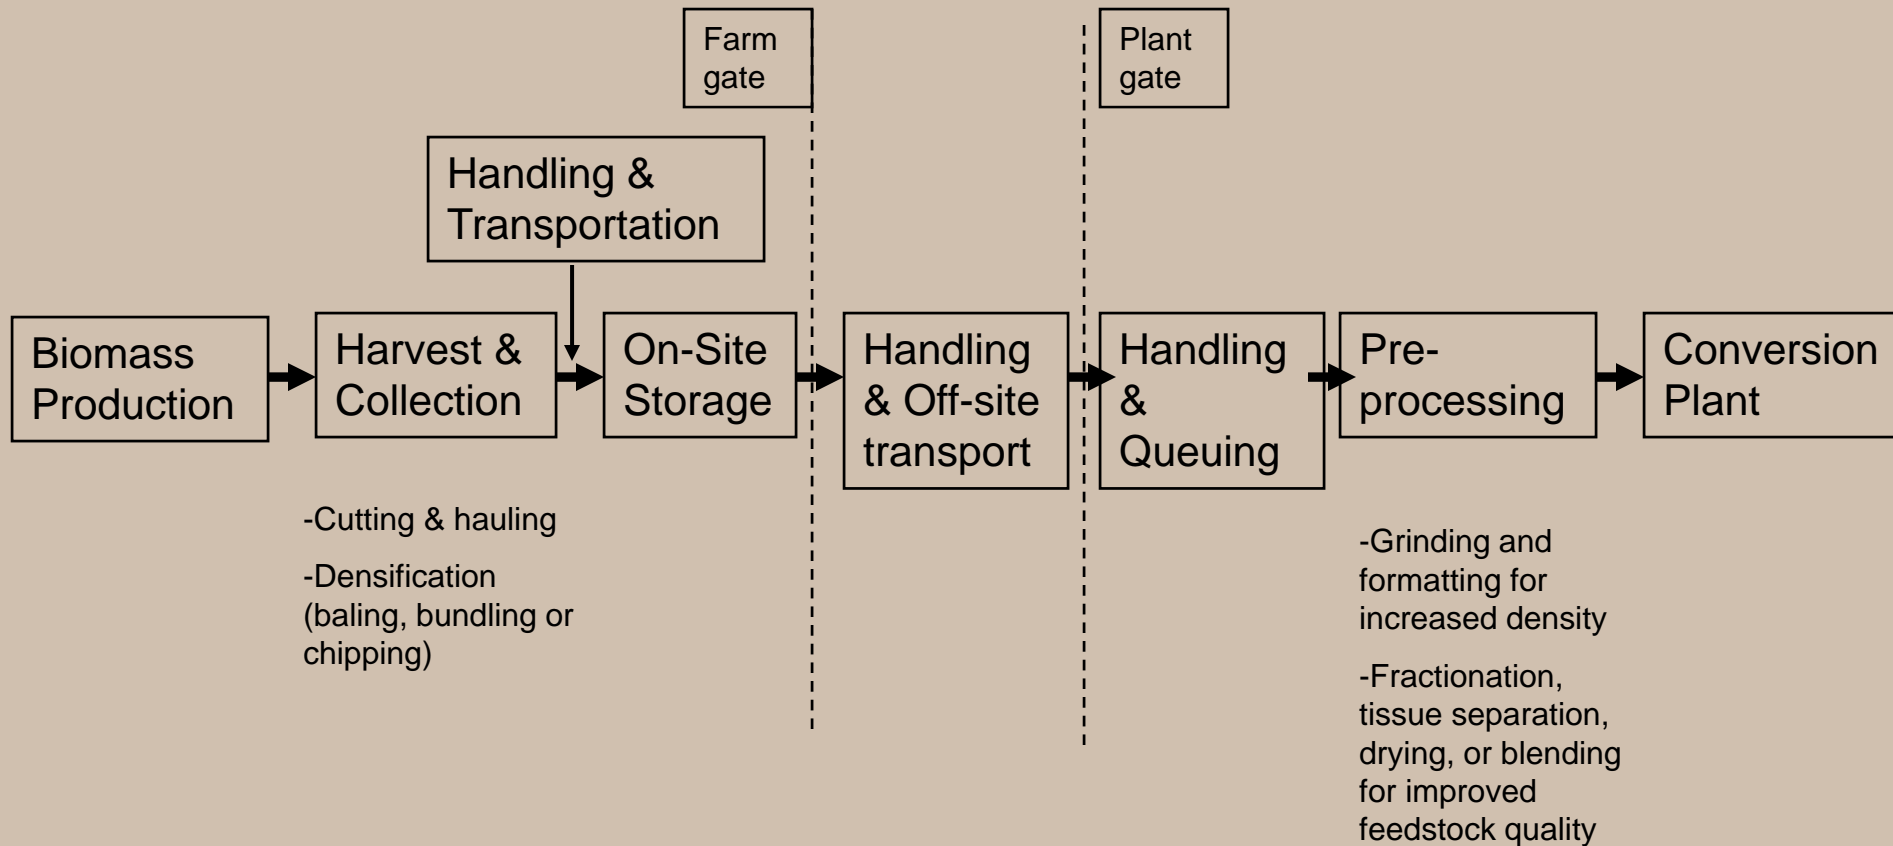 Farm
gate
Plant
gate
Handling &
Transportation
Biomass
Production
Harvest &
Collection
On-Site
Storage
Handling
& Off-site
transport
Handling
&
Queuing
Pre-
processing
Conversion
Plant
-Cutting & hauling
-Densification
(baling, bundling or
chipping)
-Grinding and
formatting for
increased density
-Fractionation,
tissue separation,
drying, or blending
for improved
feedstock quality